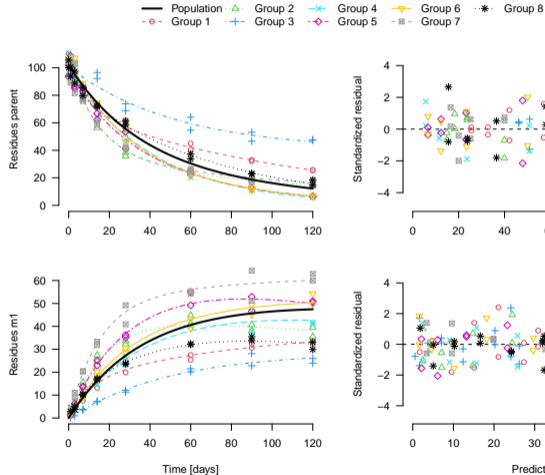 Population Group 2 Group 4 Group 6 Group 8
Group 1 Group 3 Group 5 Group 7
Residues parent
100
80
60
40
20
0
0 20 40 60 80 100 120
Standardized residual
4
2
0
−2
−4
20 40 60
Residues m1
60
50
40
30
20
10
0
0 20 40 60 80 100 120
Time [days]
Standardized residual
4
2
0
−2
−4
0 10 20 30
Predict